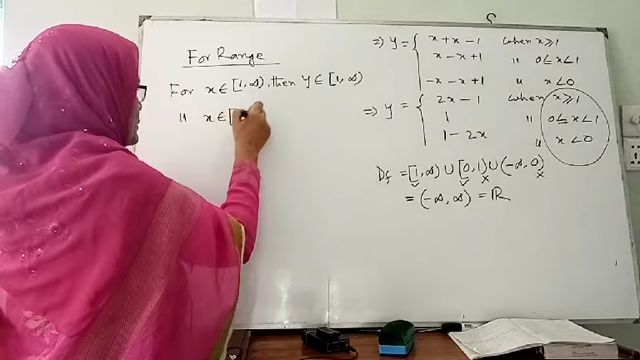 For Range
For x ∈ [1, ∞), then y ∈ [1, ∞)
" x ∈ [
⇒ y = { x + x - 1 when x ≥ 1
x - x + 1 " 0 ≤ x < 1
- x - x + 1 " x < 0
⇒ y = { 2x - 1 when x ≥ 1
1 " 0 ≤ x < 1
1 - 2x " x < 0
Df = [1, ∞) ∪ [0, 1) ∪ (-∞, 0)
= (-∞, ∞) = ℝ